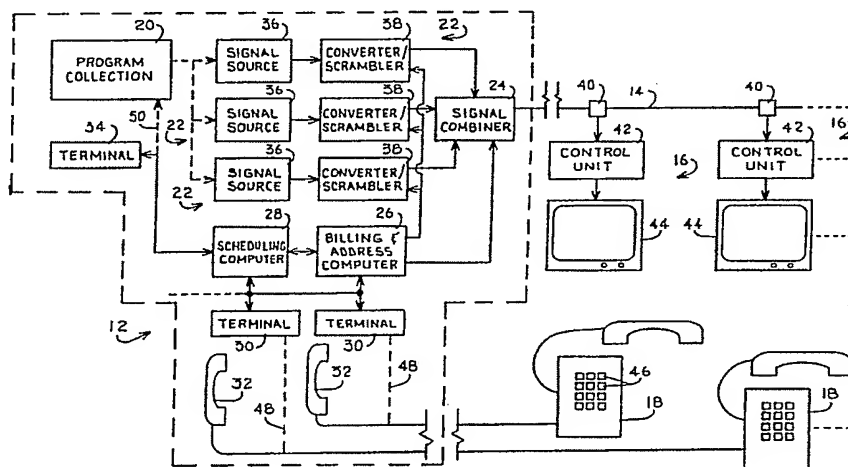 20
PROGRAM
COLLECTION
36
SIGNAL
SOURCE
38
CONVERTER/
SCRAMBLER
22
36
SIGNAL
SOURCE
38
CONVERTER/
SCRAMBLER
24
SIGNAL
COMBINER
40
14
40
50
22
34
TERMINAL
36
SIGNAL
SOURCE
38
CONVERTER/
SCRAMBLER
42
CONTROL
UNIT
16
42
CONTROL
UNIT
16
22
28
SCHEDULING
COMPUTER
26
BILLING &
ADDRESS
COMPUTER
44
44
12
TERMINAL
30
TERMINAL
30
32
48
32
48
48
46
18
18